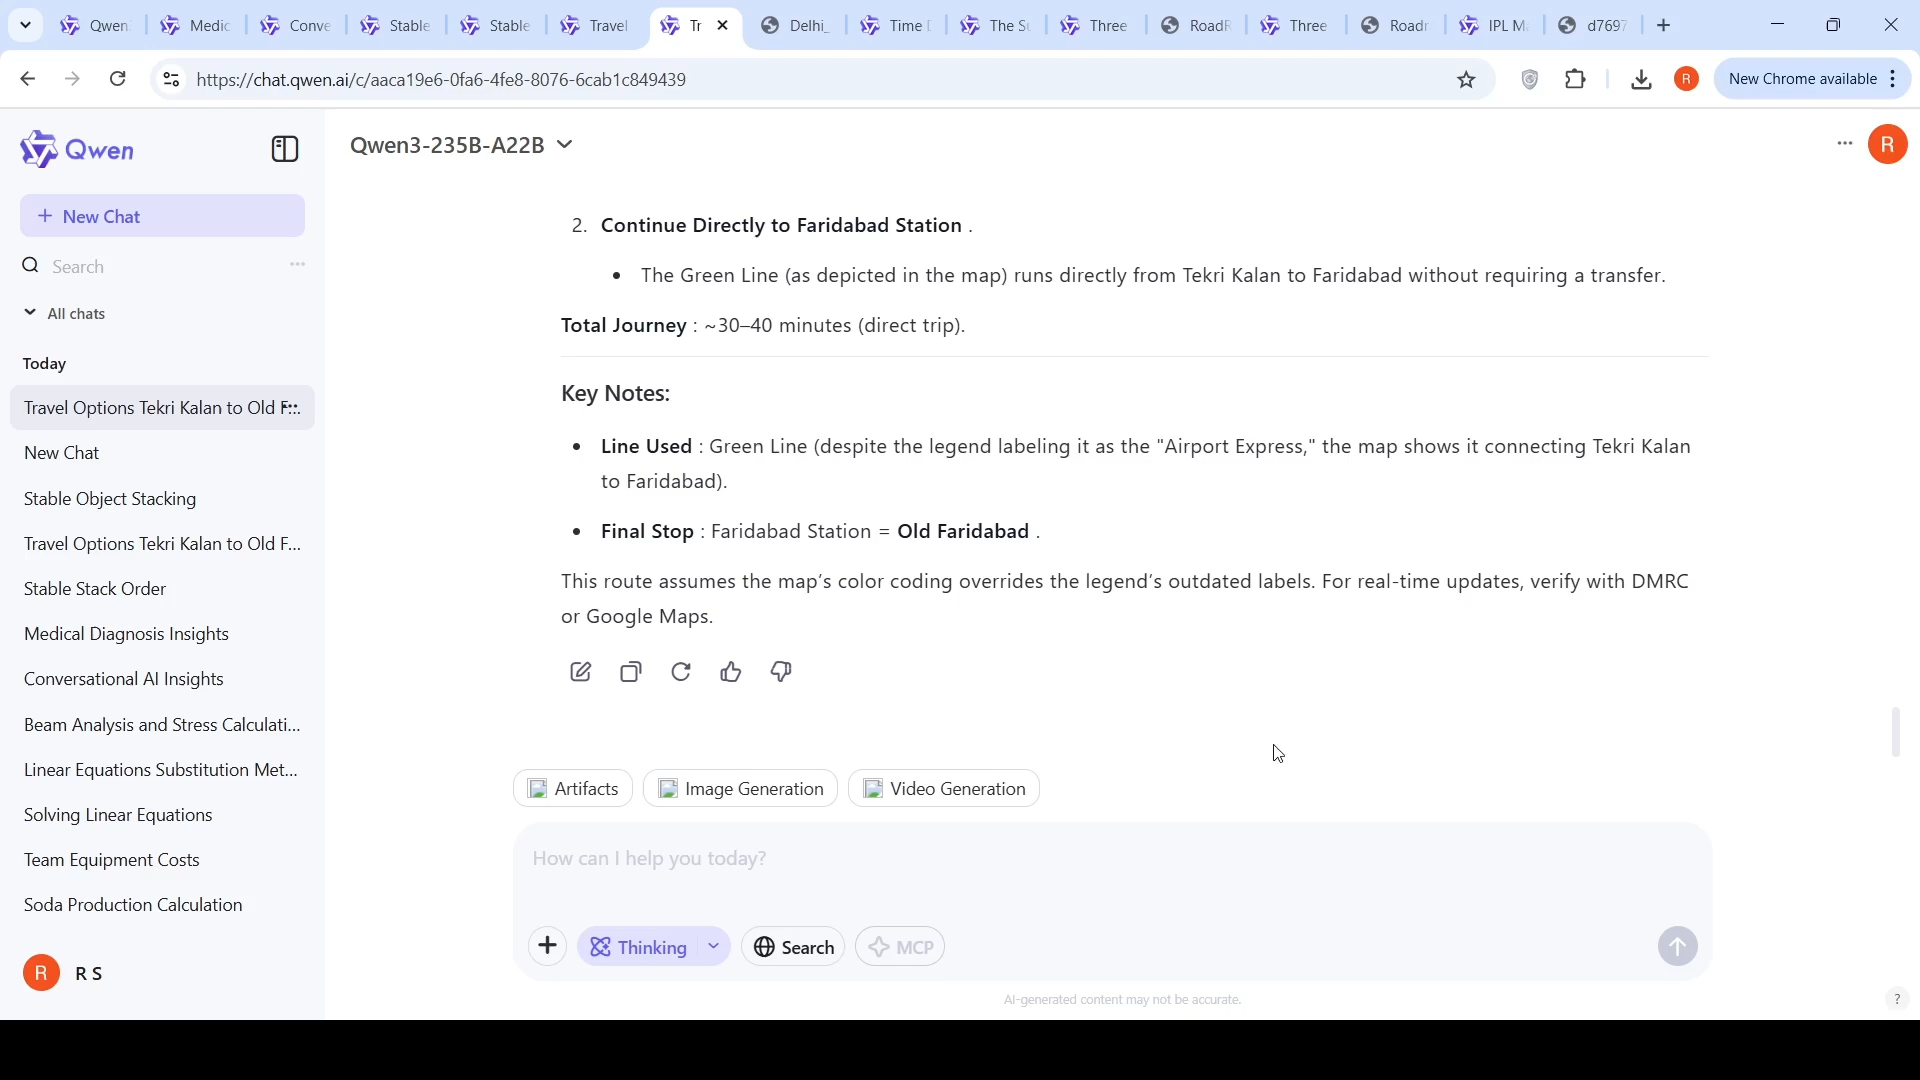 Qwen
Medic
Conve
Stable
Stable
Travel
Tr
Delhi_
Time
The Su
Three
RoadR
Three
Roadr
IPL M
d7697
https://chat.qwen.ai/c/aaca19e6-0fa6-4fe8-8076-6cab1c849439
R
New Chrome available
Qwen
+ New Chat
Search
All chats
Today
Travel Options Tekri Kalan to Old F...
New Chat
Stable Object Stacking
Travel Options Tekri Kalan to Old F...
Stable Stack Order
Medical Diagnosis Insights
Conversational AI Insights
Beam Analysis and Stress Calculati...
Linear Equations Substitution Met...
Solving Linear Equations
Team Equipment Costs
Soda Production Calculation
R
R S
Qwen3-235B-A22B
R
2. Continue Directly to Faridabad Station .
• The Green Line (as depicted in the map) runs directly from Tekri Kalan to Faridabad without requiring a transfer.
Total Journey : ~30–40 minutes (direct trip).
Key Notes:
• Line Used : Green Line (despite the legend labeling it as the "Airport Express," the map shows it connecting Tekri Kalan
to Faridabad).
• Final Stop : Faridabad Station = Old Faridabad .
This route assumes the map's color coding overrides the legend's outdated labels. For real-time updates, verify with DMRC
or Google Maps.
Artifacts
Image Generation
Video Generation
How can I help you today?
Thinking
Search
MCP
AI-generated content may not be accurate.
?